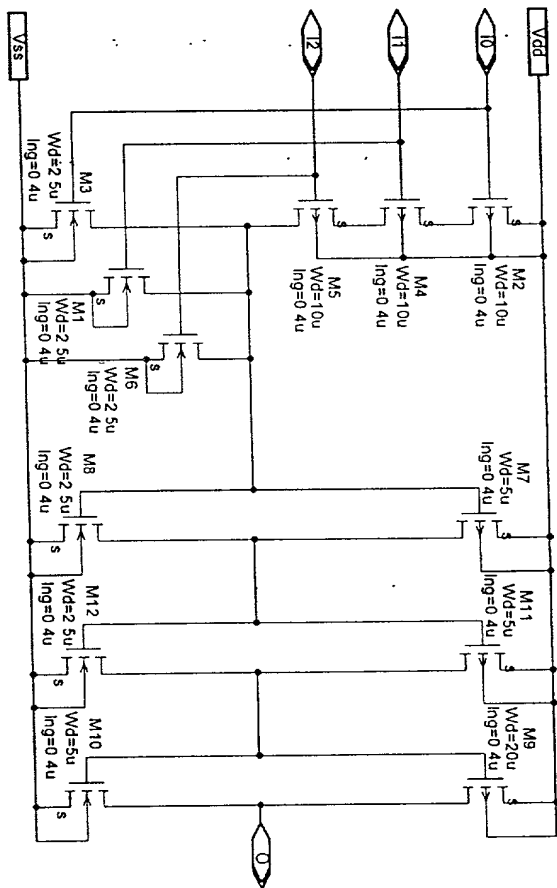 Vdd
I0
I1
I2
Vss
M2
Wd=10u
lng=0 4u
M4
Wd=10u
lng=0 4u
M5
Wd=10u
lng=0 4u
M3
Wd=2 5u
lng=0 4u
M1
Wd=2 5u
lng=0 4u
M6
Wd=2 5u
lng=0 4u
M7
Wd=5u
lng=0 4u
M8
Wd=2 5u
lng=0 4u
M11
Wd=5u
lng=0 4u
M12
Wd=2 5u
lng=0 4u
M9
Wd=20u
lng=0 4u
M10
Wd=5u
lng=0 4u
O
s
s
s
s
s
s
s
s
s
s
s
s